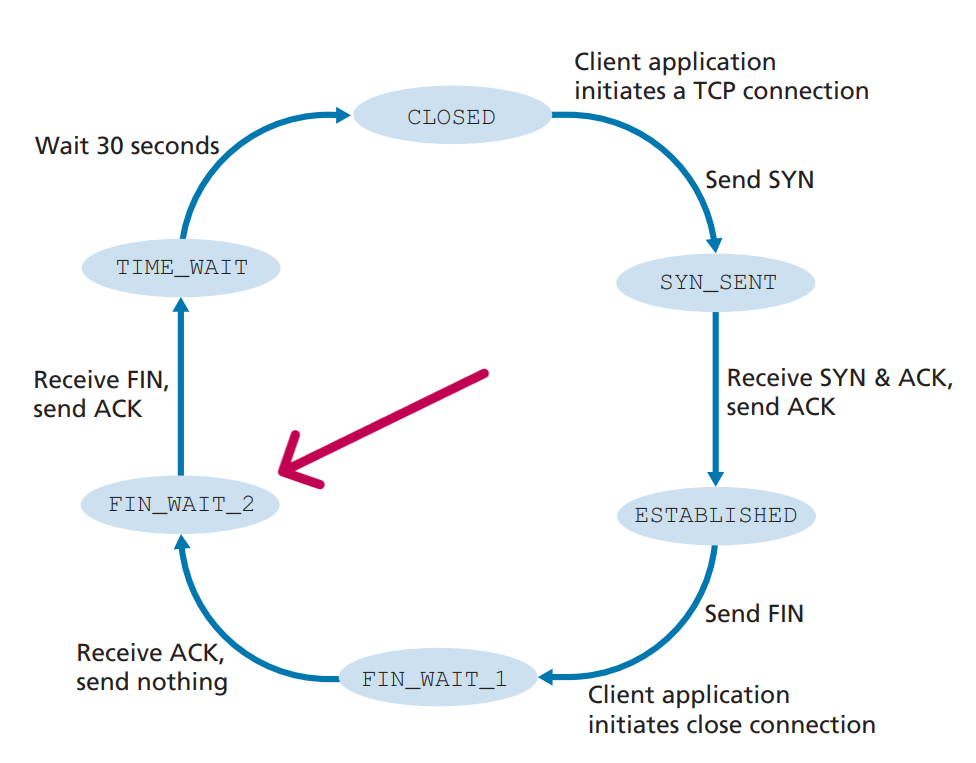 Client application
initiates a TCP connection
CLOSED
Wait 30 seconds
Send SYN
TIME_WAIT
SYN_SENT
Receive FIN,
send ACK
Receive SYN & ACK,
send ACK
FIN_WAIT_2
ESTABLISHED
Send FIN
Receive ACK,
send nothing
FIN_WAIT_1
Client application
initiates close connection